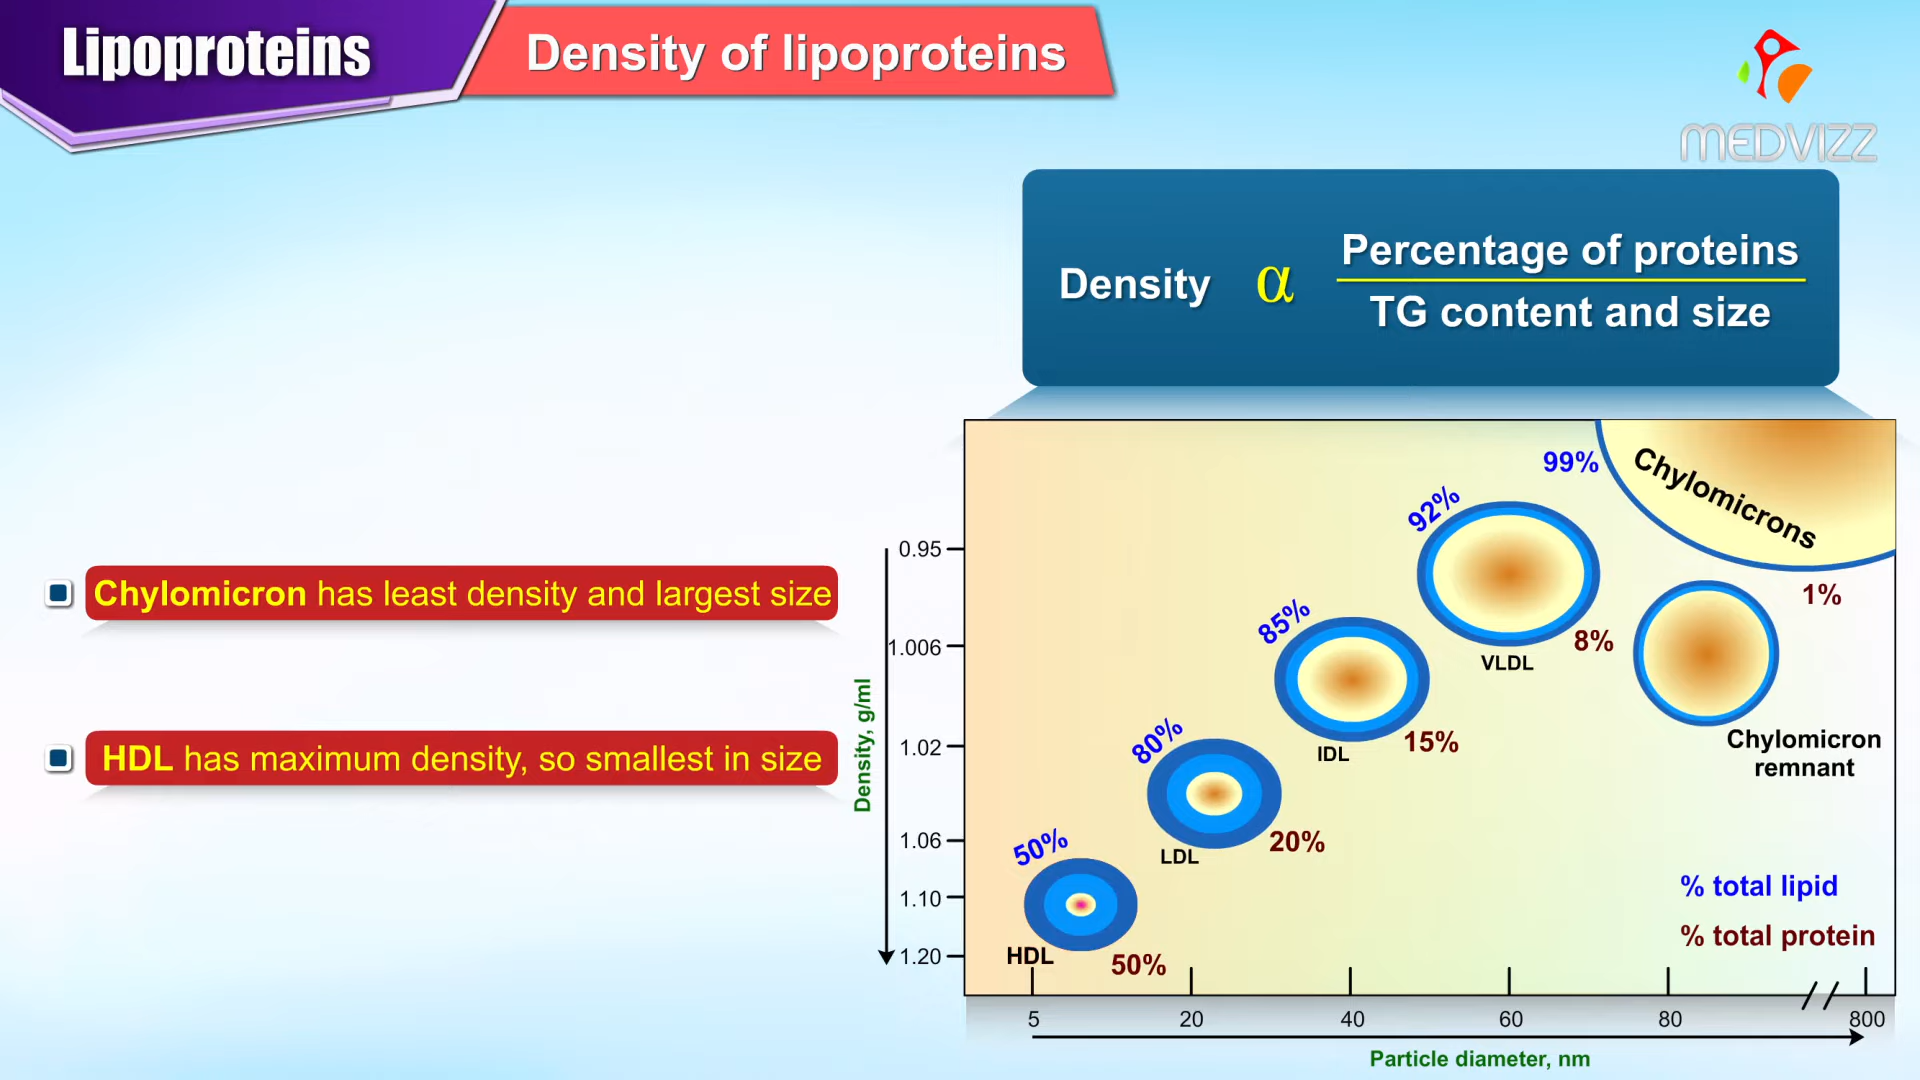 Lipoproteins
Density of lipoproteins
MEDVIZZ
Density α Percentage of proteins
TG content and size
Chylomicron has least density and largest size
HDL has maximum density, so smallest in size
Density, g/ml
0.95
1.006
1.02
1.06
1.10
1.20
99%
Chylomicrons
1%
92%
8%
VLDL
Chylomicron
remnant
85%
15%
IDL
80%
20%
LDL
50%
HDL
50%
% total lipid
% total protein
5 20 40 60 80 800
Particle diameter, nm